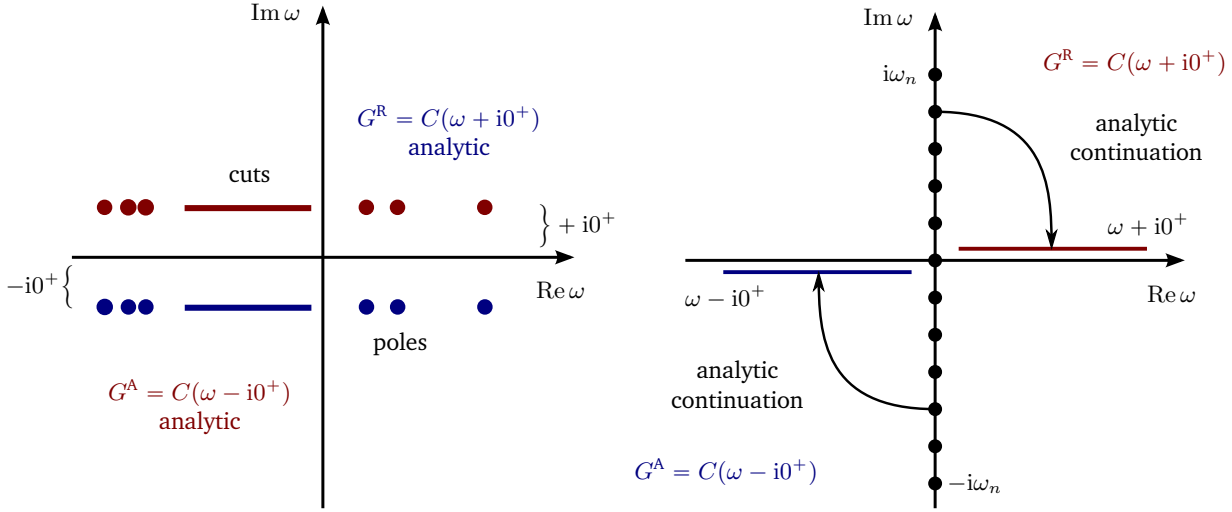 Im ω
G^R = C(ω + i0⁺)
analytic
cuts
} + i0⁺
−i0⁺ {
Re ω
poles
G^A = C(ω − i0⁺)
analytic
Im ω
iω_n
G^R = C(ω + i0⁺)
analytic
continuation
ω + i0⁺
Re ω
ω − i0⁺
analytic
continuation
G^A = C(ω − i0⁺)
−iω_n